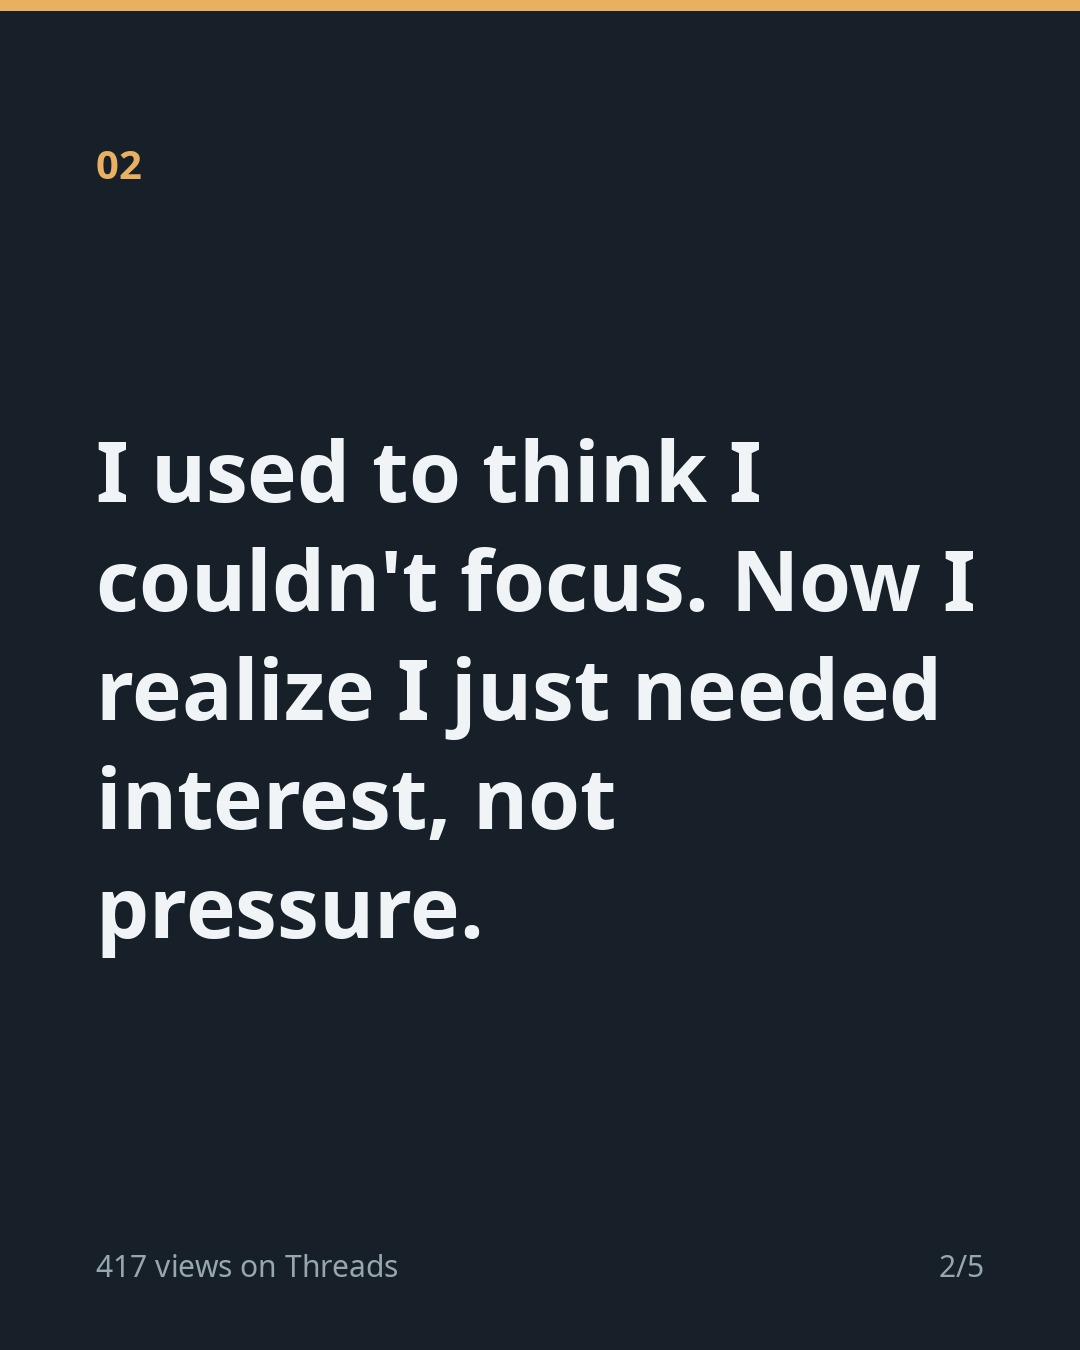 02
I used to think I
couldn't focus. Now I
realize I just needed
interest, not
pressure.
417 views on Threads
2/5